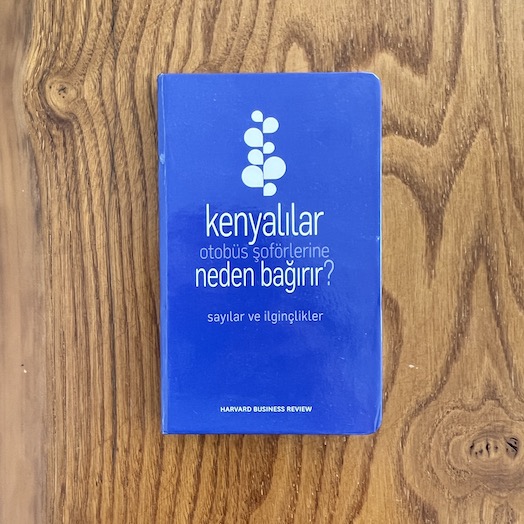 kenyalılar
otobüs şoförlerine
neden bağırır?
sayılar ve ilginçlikler
HARVARD BUSINESS REVIEW